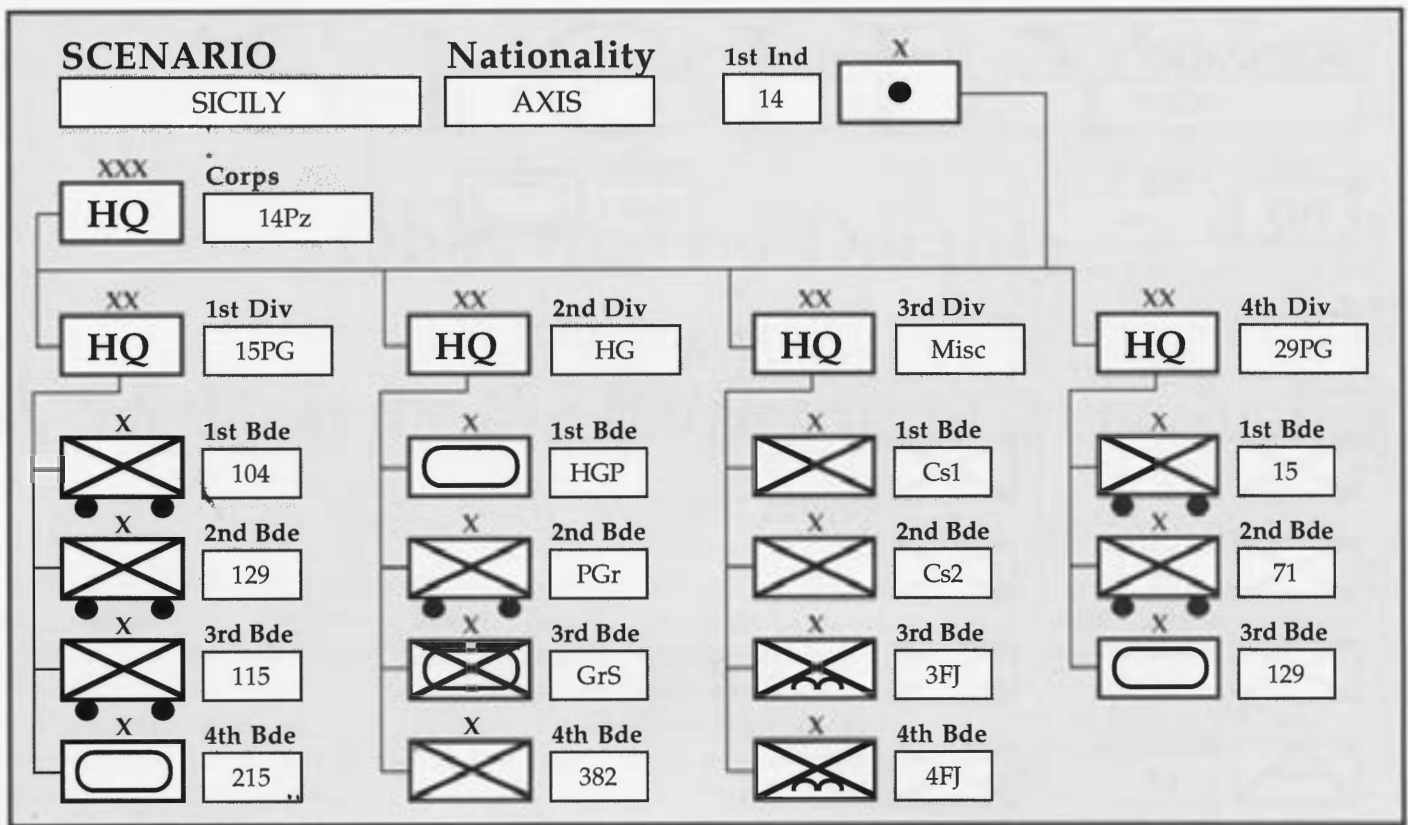 SCENARIO Nationality 1st Ind X
SICILY AXIS 14
XXX Corps
HQ 14Pz
XX 1st Div XX 2nd Div XX 3rd Div XX 4th Div
HQ 15PG HQ HG HQ Misc HQ 29PG
X 1st Bde X 1st Bde X 1st Bde X 1st Bde
104 HGP Cs1 15
X 2nd Bde X 2nd Bde X 2nd Bde X 2nd Bde
129 PGr Cs2 71
X 3rd Bde X 3rd Bde X 3rd Bde X 3rd Bde
115 GrS 3FJ 129
X 4th Bde X 4th Bde X 4th Bde
215 382 4FJ